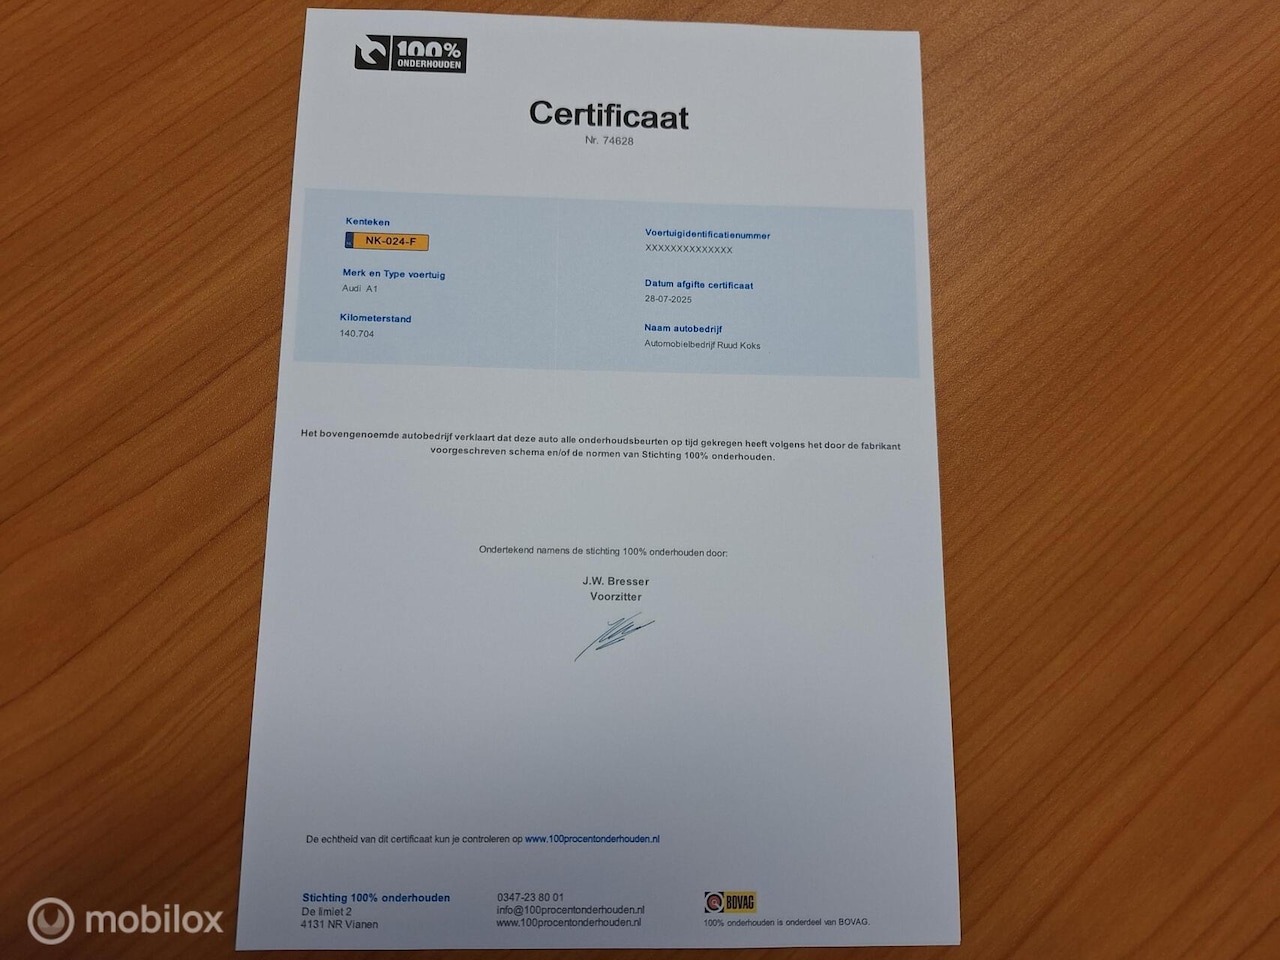 100%
ONDERHOUDEN
Certificaat
Nr. 74628
Kenteken
NK-024-F
Merk en Type voertuig
Audi A1
Kilometerstand
140.704
Voertuigidentificatienummer
XXXXXXXXXXXXXX
Datum afgifte certificaat
28-07-2025
Naam autobedrijf
Automobielbedrijf Ruud Koks
Het bovengenoemde autobedrijf verklaart dat deze auto alle onderhoudsbeurten op tijd gekregen heeft volgens het door de fabrikant
voorgeschreven schema en/of de normen van Stichting 100% onderhouden.
Ondertekend namens de stichting 100% onderhouden door:
J.W. Bresser
Voorzitter
De echtheid van dit certificaat kun je controleren op www.100procentonderhouden.nl
Stichting 100% onderhouden
De limiet 2
4131 NR Vianen
0347-23 80 01
info@100procentonderhouden.nl
www.100procentonderhouden.nl
BOVAG
100% onderhouden is onderdeel van BOVAG.
mobilox